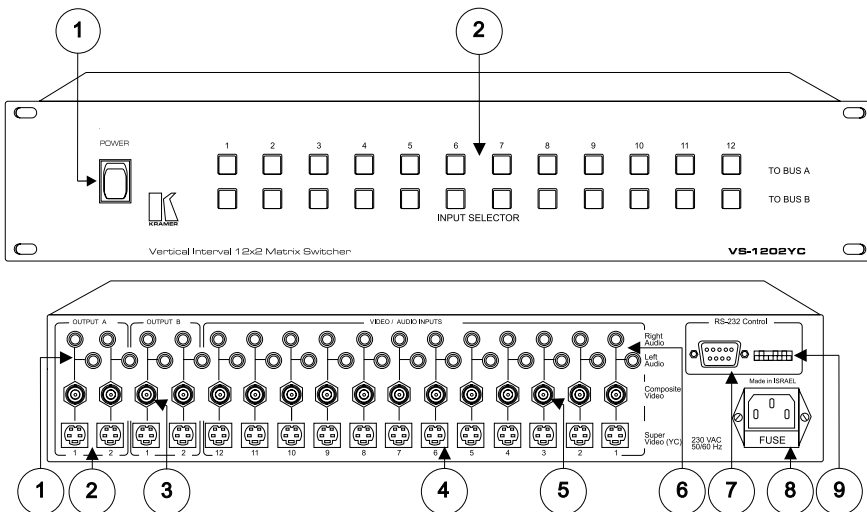 1 2
POWER
1 2 3 4 5 6 7 8 9 10 11 12
TO BUS A
TO BUS B
INPUT SELECTOR
K
KRAMER
Vertical Interval 12x2 Matrix Switcher
VS-1202YC
OUTPUT A OUTPUT B VIDEO / AUDIO INPUTS
Right
Audio
Left
Audio
Composite
Video
Super
Video (YC)
1 2 1 2 12 11 10 9 8 7 6 5 4 3 2 1
RS-232 Control
Made in ISRAEL
230 VAC
50/60 Hz
FUSE
1 2 3 4 5 6 7 8 9